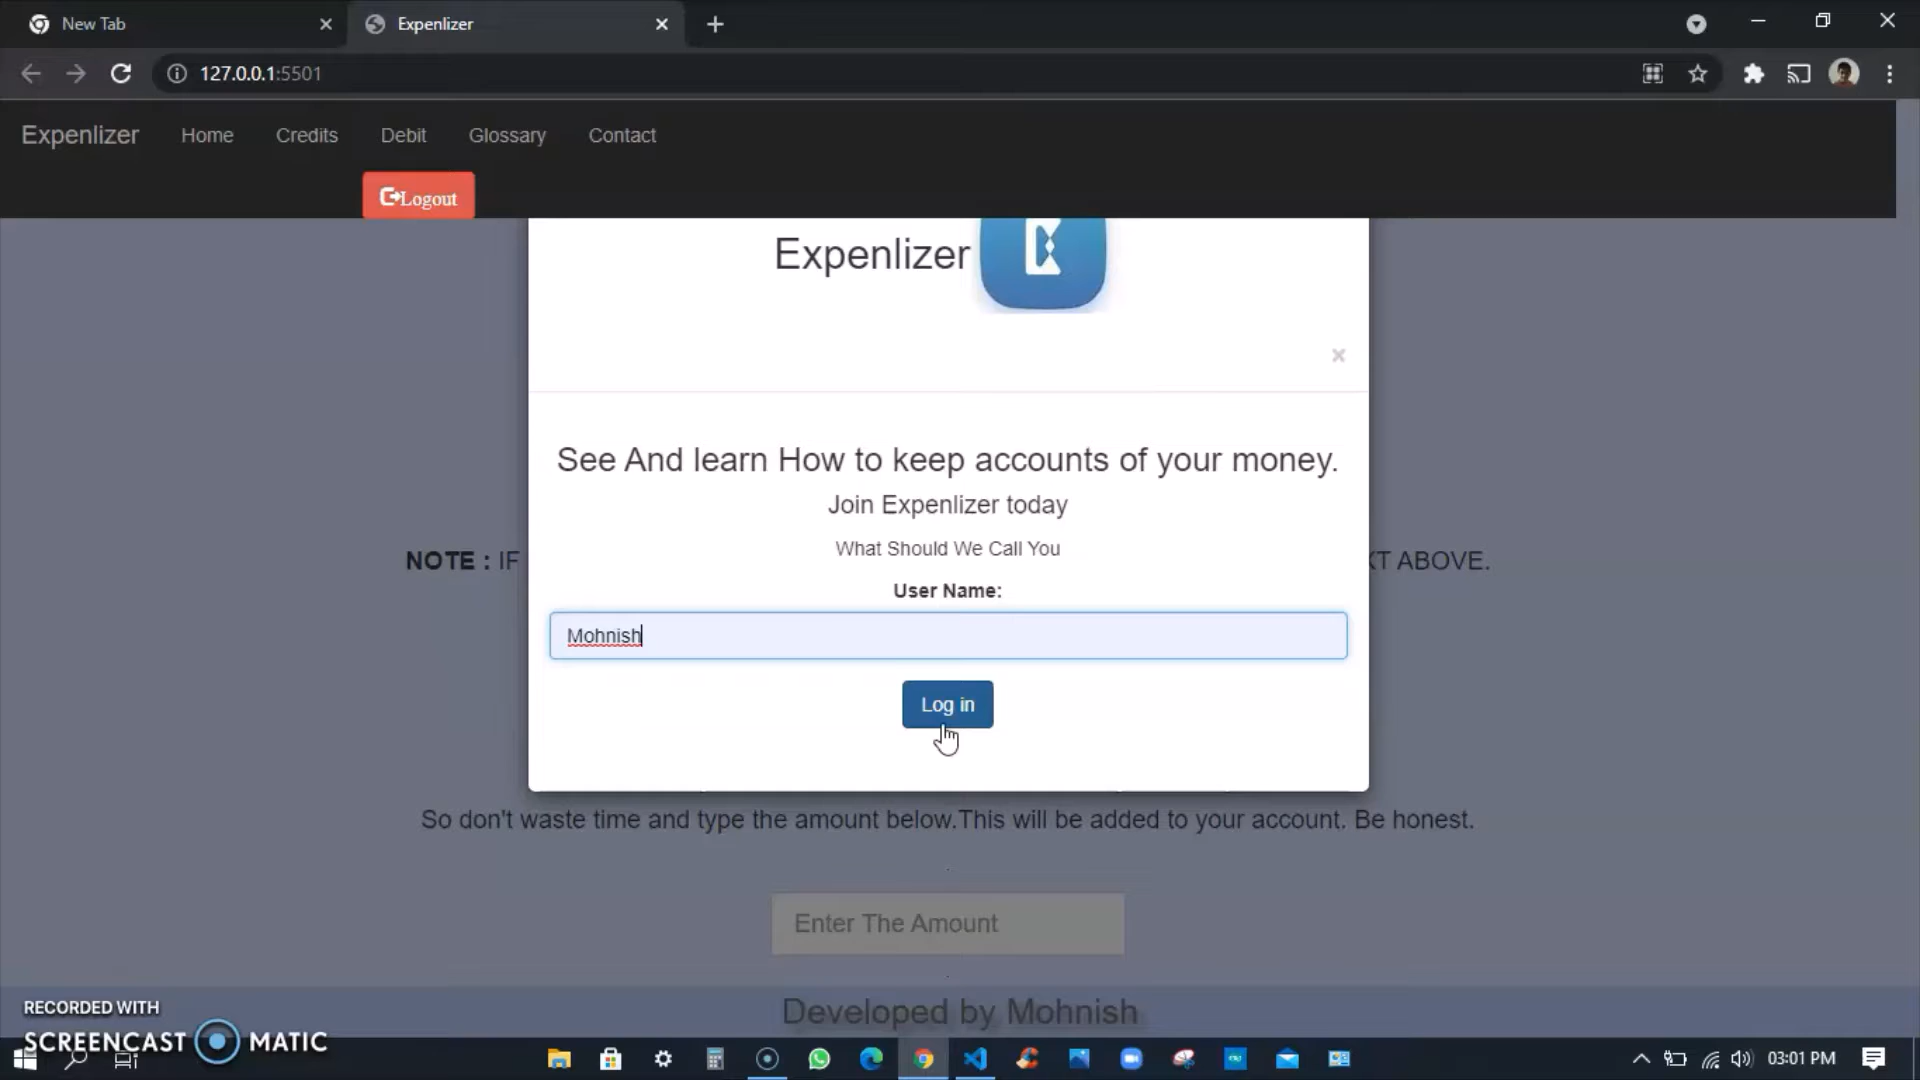 New Tab
Expenlizer
127.0.0.1:5501
Expenlizer Home Credits Debit Glossary Contact
Logout
Expenlizer
×
See And learn How to keep accounts of your money.
Join Expenlizer today
What Should We Call You
NOTE : IF
XT ABOVE.
User Name:
Mohnish
Log in
So don't waste time and type the amount below.This will be added to your account. Be honest.
.
Enter The Amount
.
Developed by Mohnish
RECORDED WITH
SCREENCAST MATIC
03:01 PM